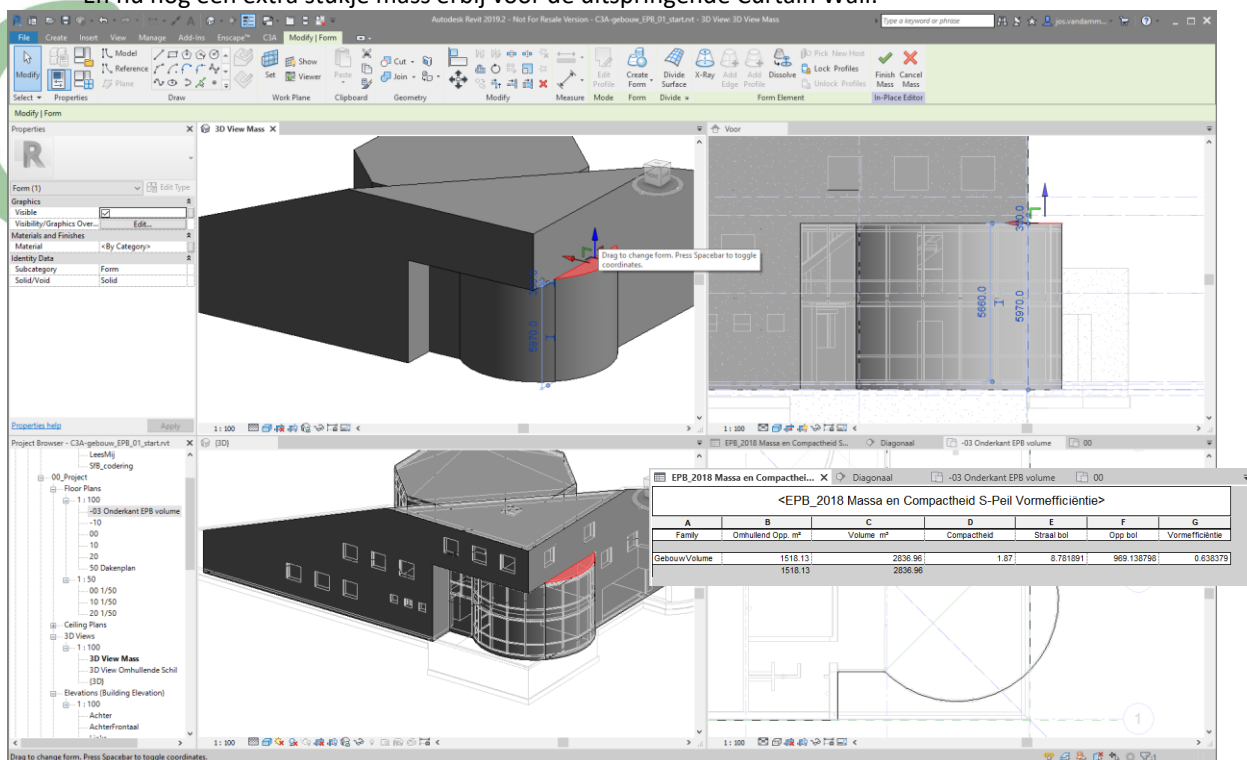 En nu nog een extra stukje mass erbij voor de uitspringende Curtain Wall.
Autodesk Revit 2019.2 - Not For Resale Version - C3A-gebouw_EPB_01_start.rvt - 3D View: 3D View Mass
Type a keyword or phrase
jos.vandamm...
File Create Insert View Manage Add-Ins Enscape™ C3A Modify | Form
Modify
Model
Reference
Plane
Set
Show
Viewer
Paste
Cut
Join
Edit Profile
Create Form
Divide Surface
X-Ray
Add Edge
Add Profile
Dissolve
Pick New Host
Lock Profiles
Unlock Profiles
Finish Mass
Cancel Mass
Select Properties Draw Work Plane Clipboard Geometry Modify Measure Mode Form Divide Form Element In-Place Editor
Modify | Form
Properties
R
Form (1)
Edit Type
Graphics
Visible
Visibility/Graphics Over... Edit...
Materials and Finishes
Material <By Category>
Identity Data
Subcategory Form
Solid/Void Solid
Properties help Apply
3D View Mass
Drag to change form. Press Spacebar to toggle
coordinates.
5970.0
1 : 100
Voor
5660.0
5970.0
1 : 100
Project Browser - C3A-gebouw_EPB_01_start.rvt
LeesMij
SfB_codering
00_Project
Floor Plans
1 : 100
-03 Onderkant EPB volume
-10
00
10
20
50 Dakenplan
1 : 50
00 1/50
10 1/50
20 1/50
Ceiling Plans
3D Views
1 : 100
3D View Mass
3D View Omhullende Schil
{3D}
Elevations (Building Elevation)
1 : 100
Achter
AchterFrontaal
{3D}
1 : 100
EPB_2018 Massa en Compactheid S... Diagonaal -03 Onderkant EPB volume 00
EPB_2018 Massa en Compacthei... Diagonaal -03 Onderkant EPB volume 00
<EPB_2018 Massa en Compactheid S-Peil Vormefficiëntie>
A B C D E F G
Family Omhullend Opp. m² Volume m³ Compactheid Straal bol Opp bol Vormefficiëntie
GebouwVolume 1518.13 2836.96 1.87 8.781891 969.138798 0.638379
1518.13 2836.96
1
1 : 100
Drag to change form. Press Spacebar to toggle coordinates.
:1